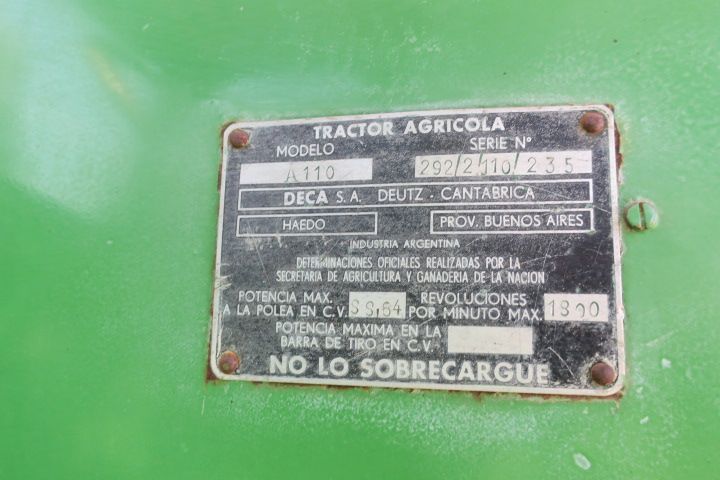 TRACTOR AGRICOLA
MODELO SERIE Nº
A110 292/2110/235
DECA S.A. DEUTZ - CANTABRICA
HAEDO PROV. BUENOS AIRES
INDUSTRIA ARGENTINA
DETERMINACIONES OFICIALES REALIZADAS POR LA
SECRETARIA DE AGRICULTURA Y GANADERIA DE LA NACION
POTENCIA MAX. REVOLUCIONES
A LA POLEA EN C.V. POR MINUTO MAX. 1800
POTENCIA MAXIMA EN LA
BARRA DE TIRO EN C.V.
NO LO SOBRECARGUE